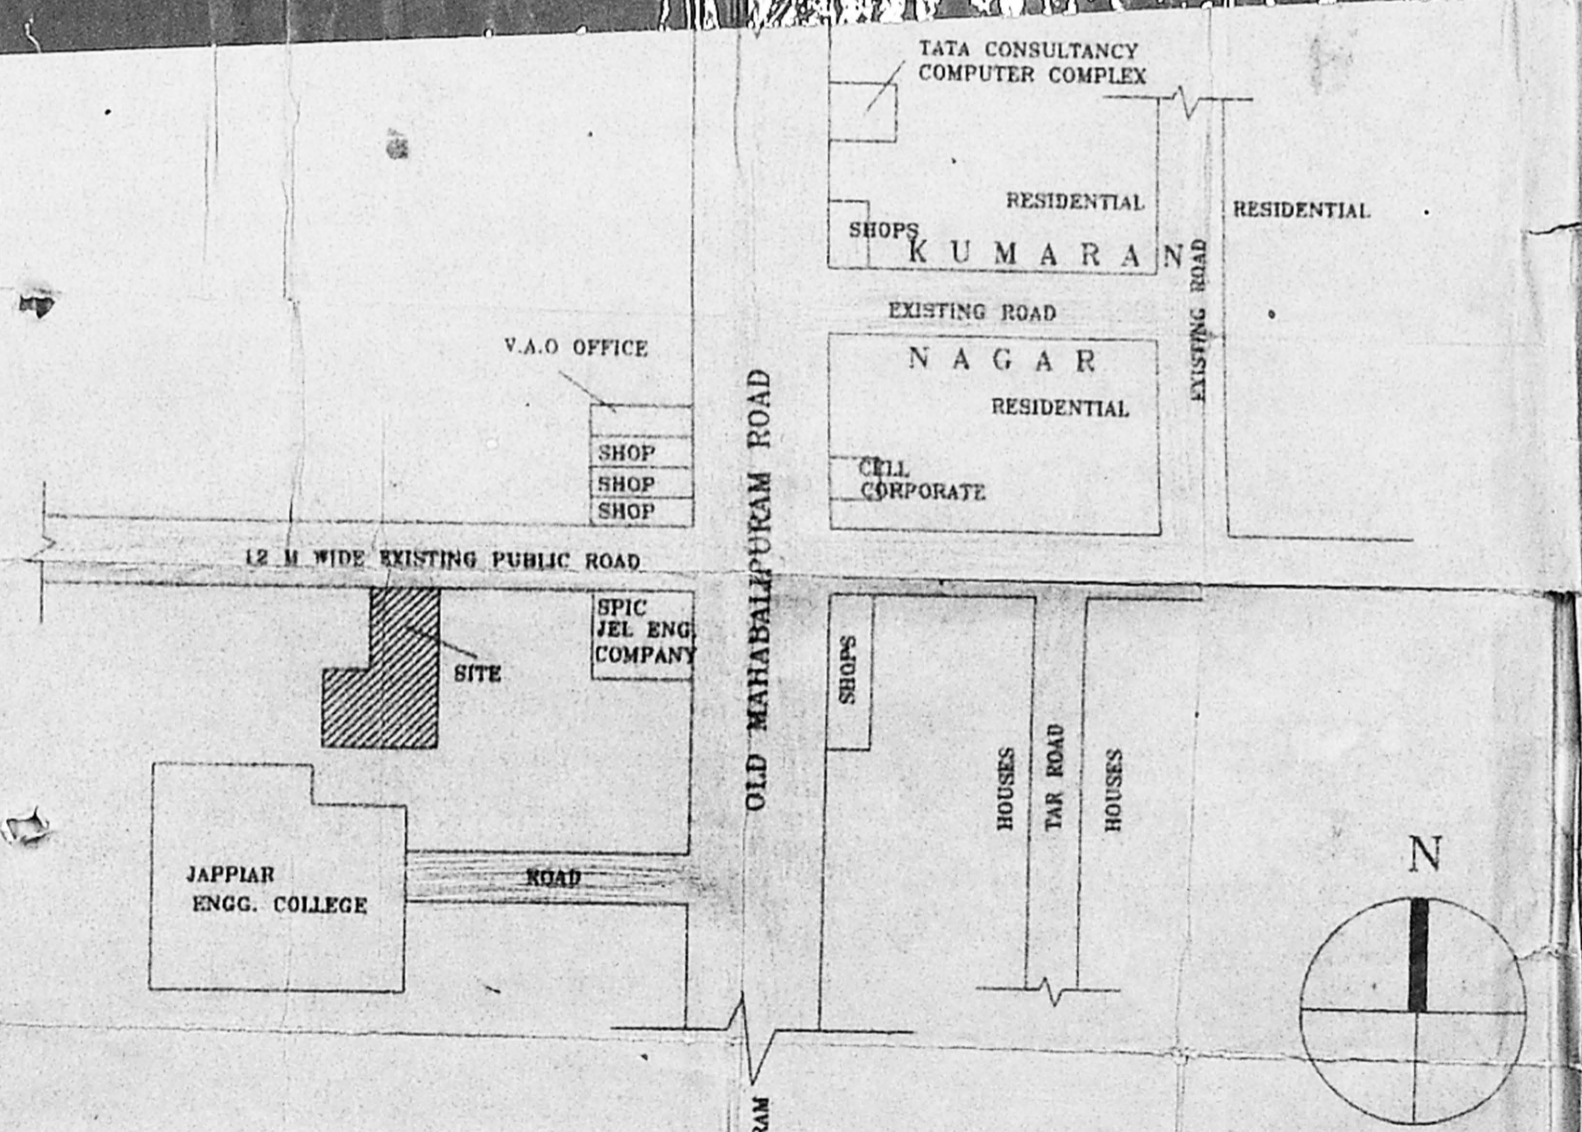 TATA CONSULTANCY
COMPUTER COMPLEX
RESIDENTIAL
RESIDENTIAL
SHOPS
KUMARAN
EXISTING ROAD
EXISTING ROAD
V.A.O OFFICE
NAGAR
RESIDENTIAL
SHOP
SHOP
SHOP
CELL
CORPORATE
OLD MAHABALIPURAM ROAD
12 M WIDE EXISTING PUBLIC ROAD
SPIC
JEL ENG.
COMPANY
SITE
SHOPS
HOUSES
TAR ROAD
HOUSES
JAPPIAR
ENGG. COLLEGE
ROAD
N